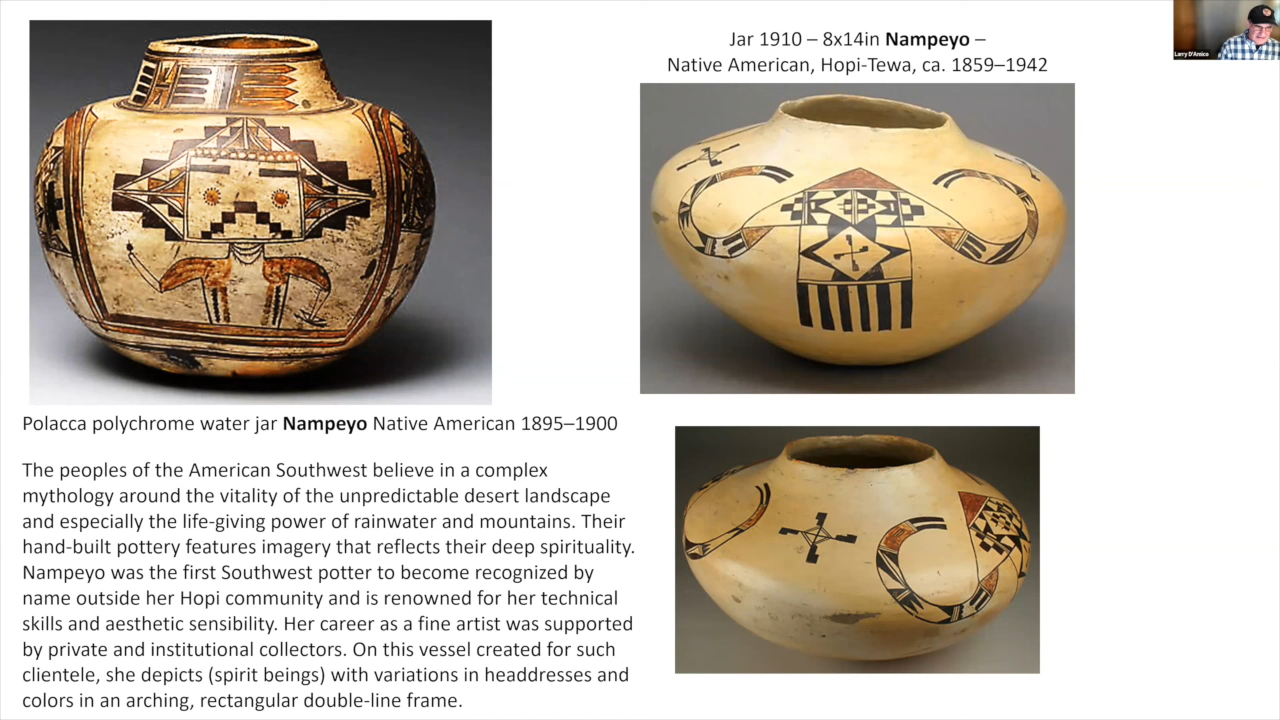 Jar 1910 – 8x14in Nampeyo –
Native American, Hopi-Tewa, ca. 1859–1942
Larry D'Amico
Polacca polychrome water jar Nampeyo Native American 1895–1900
The peoples of the American Southwest believe in a complex
mythology around the vitality of the unpredictable desert landscape
and especially the life-giving power of rainwater and mountains. Their
hand-built pottery features imagery that reflects their deep spirituality.
Nampeyo was the first Southwest potter to become recognized by
name outside her Hopi community and is renowned for her technical
skills and aesthetic sensibility. Her career as a fine artist was supported
by private and institutional collectors. On this vessel created for such
clientele, she depicts (spirit beings) with variations in headdresses and
colors in an arching, rectangular double-line frame.